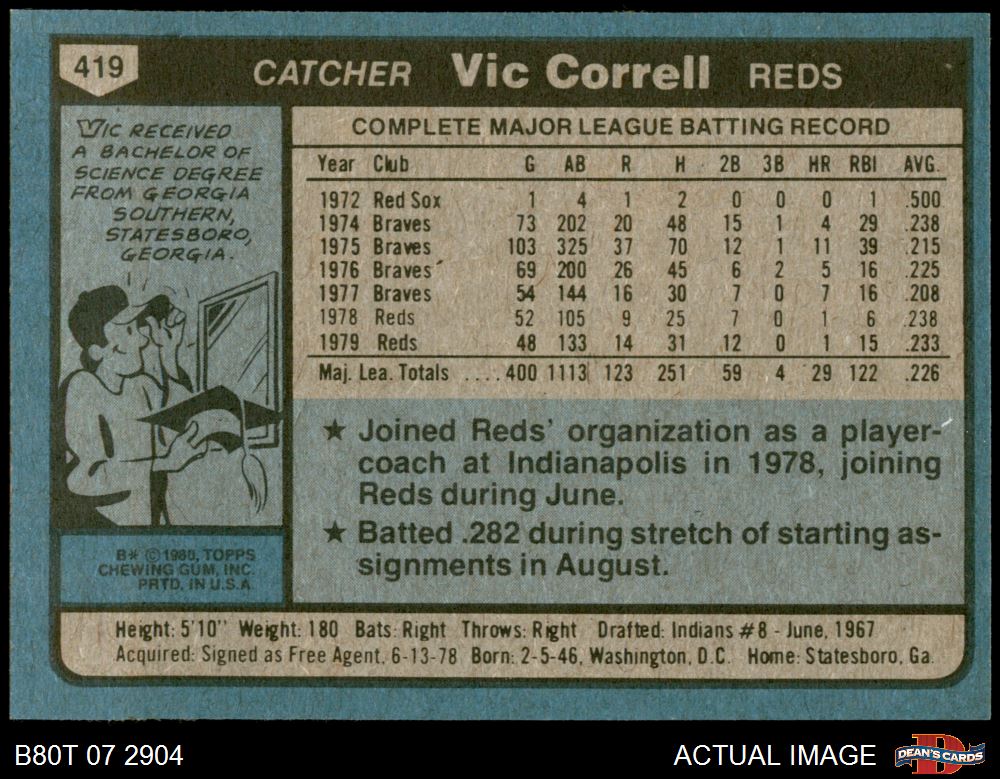 419
CATCHER Vic Correll REDS
VIC RECEIVED
A BACHELOR OF
SCIENCE DEGREE
FROM GEORGIA
SOUTHERN,
STATESBORO,
GEORGIA.
COMPLETE MAJOR LEAGUE BATTING RECORD
Year Club G AB R H 2B 3B HR RBI AVG.
1972 Red Sox 1 4 1 2 0 0 0 1 .500
1974 Braves 73 202 20 48 15 1 4 29 .238
1975 Braves 103 325 37 70 12 1 11 39 .215
1976 Braves 69 200 26 45 6 2 5 16 .225
1977 Braves 54 144 16 30 7 0 7 16 .208
1978 Reds 52 105 9 25 7 0 1 6 .238
1979 Reds 48 133 14 31 12 0 1 15 .233
Maj. Lea. Totals ....400 1113 123 251 59 4 29 122 .226
★ Joined Reds' organization as a player-
coach at Indianapolis in 1978, joining
Reds during June.
★ Batted .282 during stretch of starting as-
signments in August.
B* © 1980, TOPPS
CHEWING GUM, INC.
PRTD. IN U.S.A.
Height: 5'10" Weight: 180 Bats: Right Throws: Right Drafted: Indians #8 - June, 1967
Acquired: Signed as Free Agent, 6-13-78 Born: 2-5-46, Washington, D.C. Home: Statesboro, Ga.
B80T 07 2904
ACTUAL IMAGE
D
DEAN'S CARDS